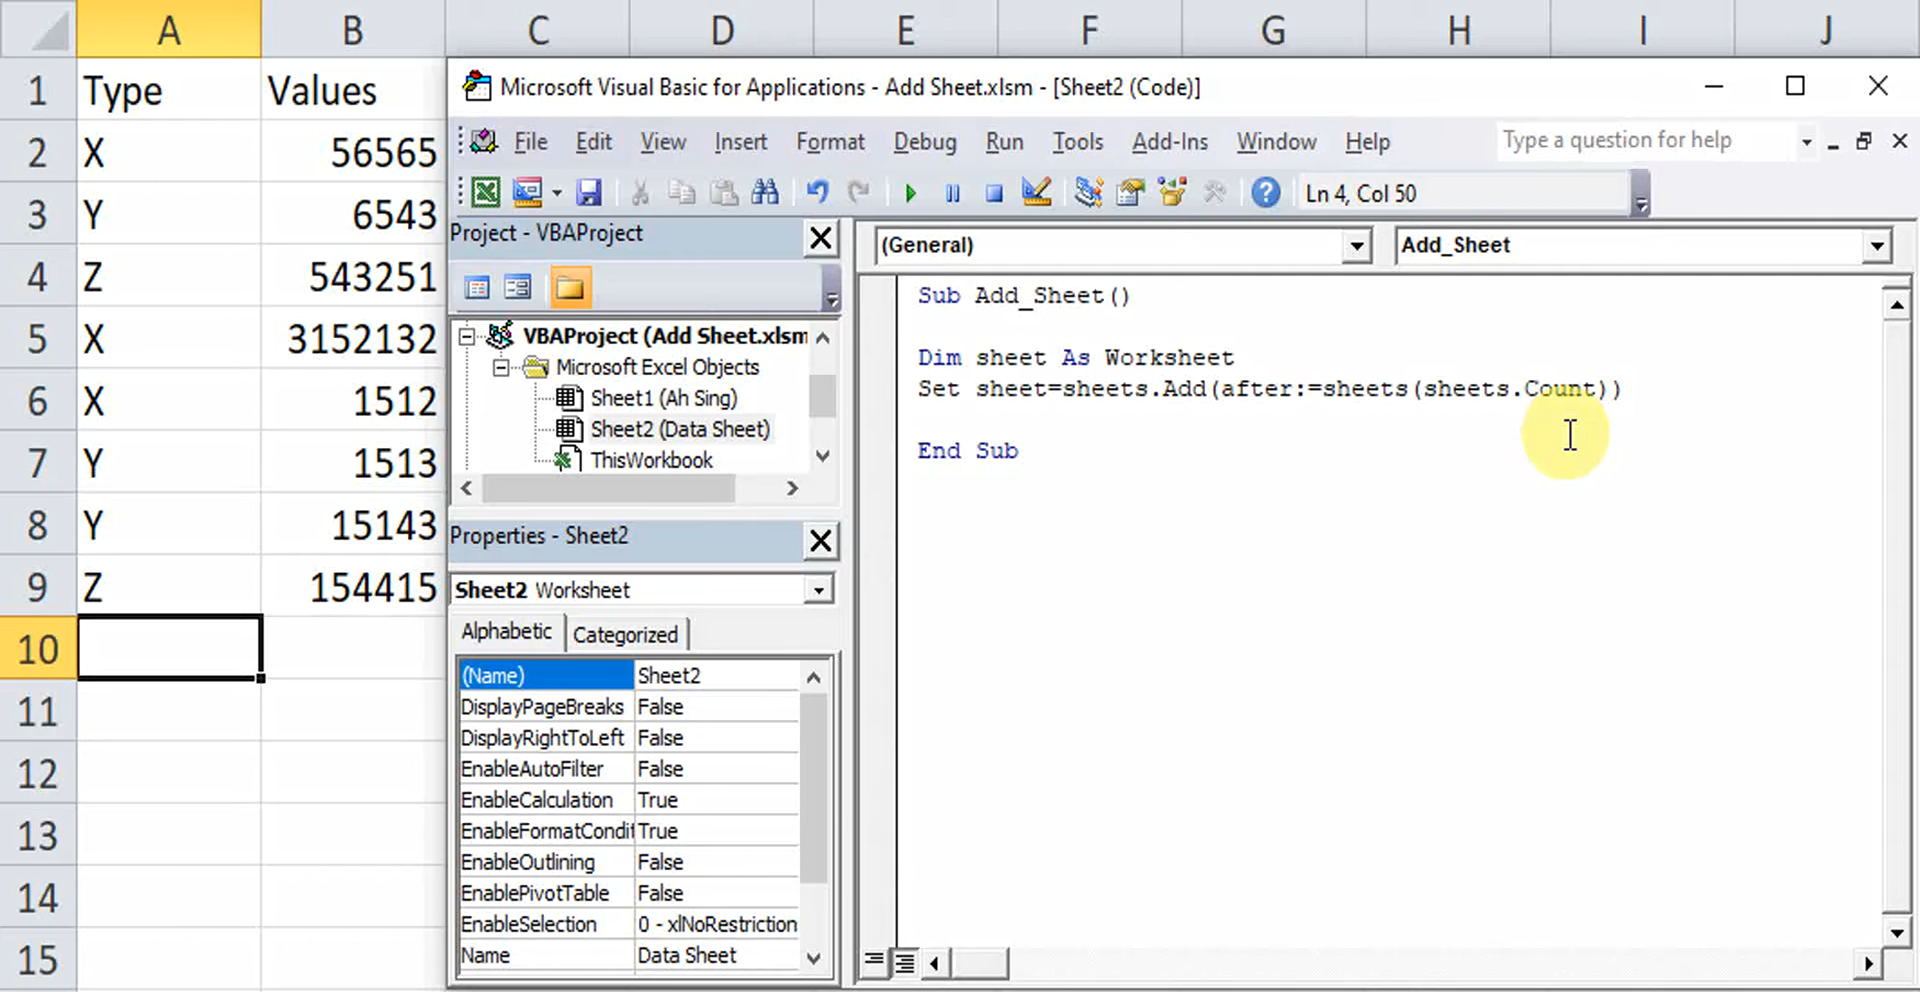 A B C D E F G H I J
1 Type Values
2 X 56565
3 Y 6543
4 Z 543251
5 X 3152132
6 X 1512
7 Y 1513
8 Y 15143
9 Z 154415
10
11
12
13
14
15
Microsoft Visual Basic for Applications - Add Sheet.xlsm - [Sheet2 (Code)]
File Edit View Insert Format Debug Run Tools Add-Ins Window Help Type a question for help
Ln 4, Col 50
Project - VBAProject
VBAProject (Add Sheet.xlsm
Microsoft Excel Objects
Sheet1 (Ah Sing)
Sheet2 (Data Sheet)
ThisWorkbook
Properties - Sheet2
Sheet2 Worksheet
Alphabetic Categorized
(Name) Sheet2
DisplayPageBreaks False
DisplayRightToLeft False
EnableAutoFilter False
EnableCalculation True
EnableFormatCondit True
EnableOutlining False
EnablePivotTable False
EnableSelection 0 - xlNoRestriction
Name Data Sheet
(General) Add_Sheet
Sub Add_Sheet()
Dim sheet As Worksheet
Set sheet=sheets.Add(after:=sheets(sheets.Count))
End Sub